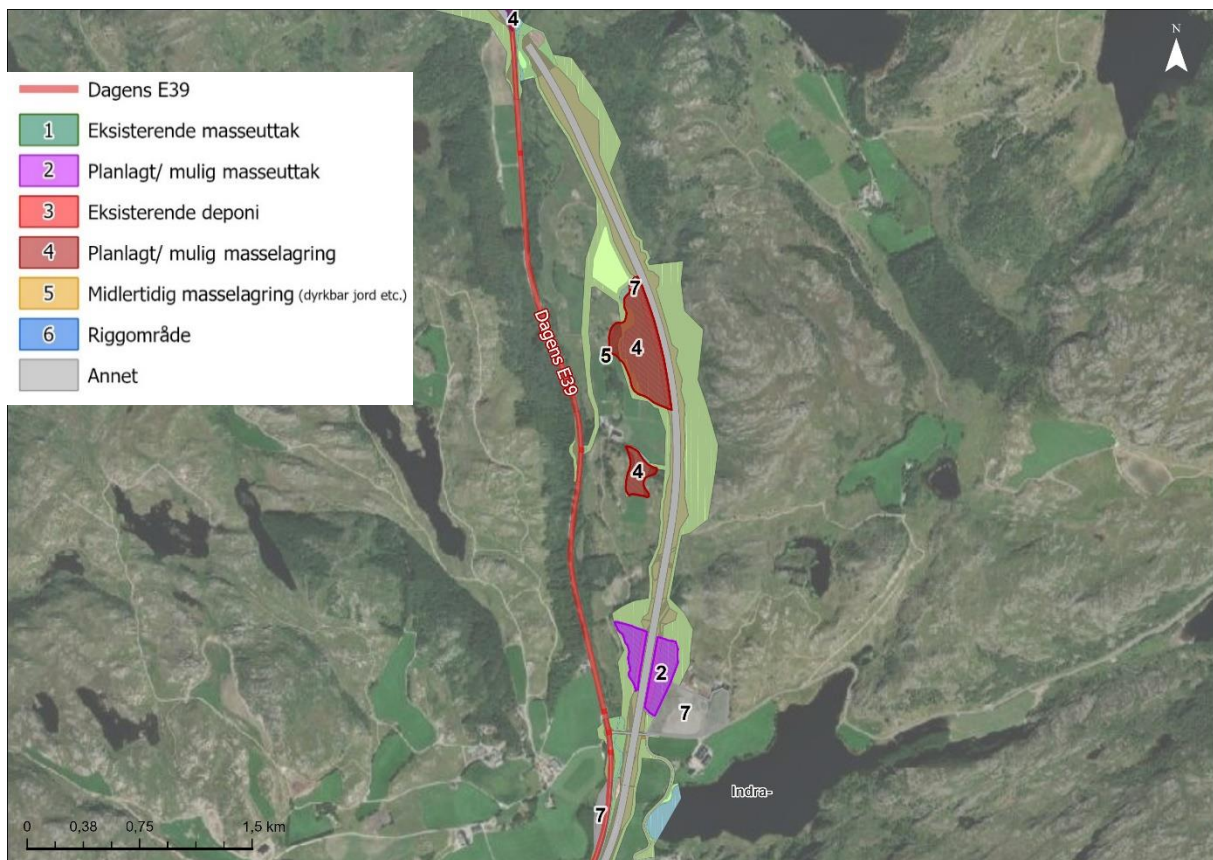 4
N
Dagens E39
1 Eksisterende masseuttak
2 Planlagt/ mulig masseuttak
3 Eksisterende deponi
4 Planlagt/ mulig masselagring
5 Midlertidig masselagring (dyrkbar jord etc.)
6 Riggområde
Annet
7
Dagens E39
5
4
4
2
7
Indra-
7
0 0,38 0,75 1,5 km